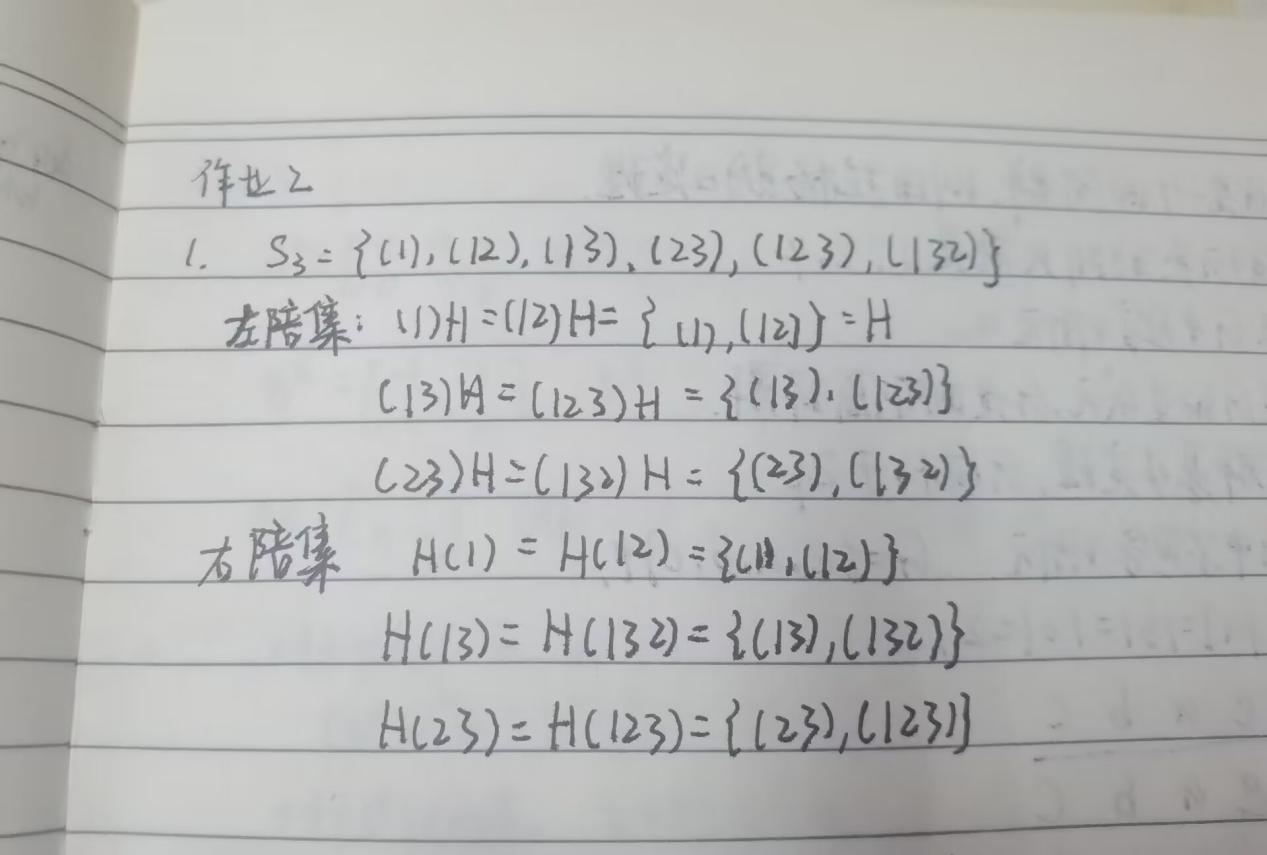 作业2
1. S₃={(1),(12),(13),(23),(123),(132)}
左陪集: (1)H=(12)H={(1),(12)}=H
(13)H=(123)H={(13),(123)}
(23)H=(132)H={(23),(132)}
右陪集 H(1)=H(12)={(1),(12)}
H(13)=H(132)={(13),(132)}
H(23)=H(123)={(23),(123)}